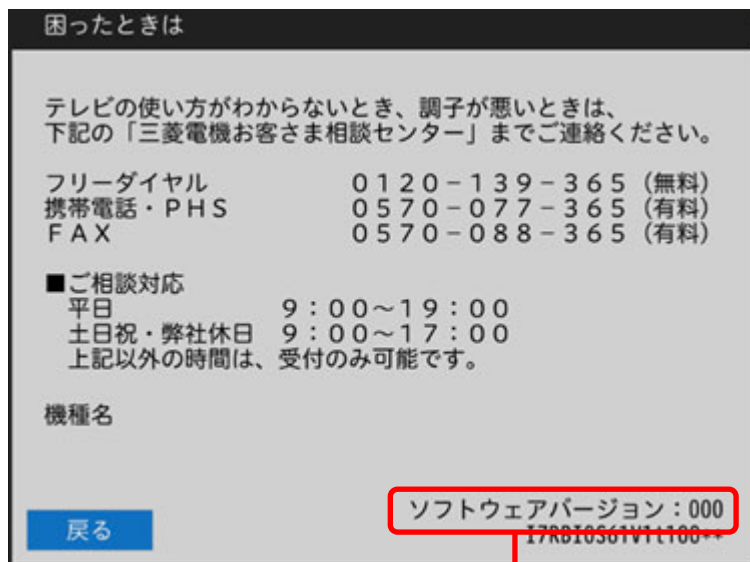 困ったときは
テレビの使い方がわからないとき、調子が悪いときは、
下記の「三菱電機お客さま相談センター」までご連絡ください。
フリーダイヤル 0120-139-365 (無料)
携帯電話・PHS 0570-077-365 (有料)
FAX 0570-088-365 (有料)
■ご相談対応
平日 9:00~19:00
土日祝・弊社休日 9:00~17:00
上記以外の時間は、受付のみ可能です。
機種名
ソフトウェアバージョン:000
戻る